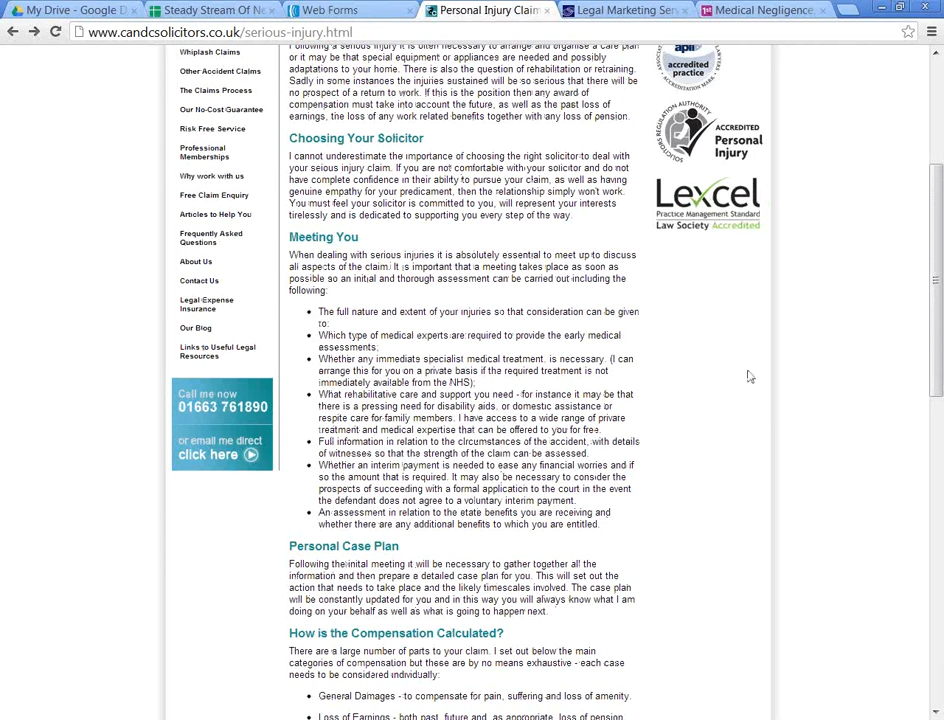 My Drive - Google D
Steady Stream Of Ne
Web Forms
Personal Injury Claim
Legal Marketing Serv
Medical Negligence
www.candcsolicitors.co.uk/serious-injury.html
Whiplash Claims
Other Accident Claims
The Claims Process
Our No-Cost Guarantee
Risk Free Service
Professional
Memberships
Why work with us
Free Claim Enquiry
Articles to Help You
Frequently Asked
Questions
About Us
Contact Us
Legal Expense
Insurance
Our Blog
Links to Useful Legal
Resources
Call me now
01663 761890
or email me direct
click here
Following a serious injury it is often necessary to arrange and organise a care plan
or it may be that special equipment or appliances are needed and possibly
adaptations to your home. There is also the question of rehabilitation or retraining.
Sadly in some instances the injuries sustained will be so serious that there will be
no prospect of a return to work. If this is the position then any award of
compensation must take into account the future, as well as the past loss of
earnings, the loss of any work related benefits together with any loss of pension.
Choosing Your Solicitor
I cannot underestimate the importance of choosing the right solicitor to deal with
your seious injury claim. If you are not comfortable with your solicitor and do not
have complete confidence in their ability to pursue your claim, as well as having
genuine empathy for your predicament, then the relationship simply won't work.
You must feel your solicitor is committed to you, will represent your interests
tirelessly and is dedicated to supporting you every step of the way.
Meeting You
When dealing with serious injuries it is absolutely essential to meet up to discuss
all aspects of the claim. It is important that a meeting takes place as soon as
possible so an initial and thorough assessment can be carried out including the
following:
• The full nature and extent of your injuries so that consideration can be given
to:
• Which type of medical experts are required to provide the early medical
assessments;
• Whether any immediate specialist medical treatment. is necessary. (I can
arrange this for you on a private basis if the required treatment is not
immediately available from the NHS);
• What rehabilitative care and support you need - for instance it may be that
there is a pressing need for disability aids, or domestic assistance or
respite care for family members. I have access to a wide range of private
treatment and medical expertise that can be offered to you for free.
• Full information in relation to the circumstances of the accident, with details
of witnesses so that the strength of the claim can be assessed.
• Whether an interim payment is needed to ease any financial worries and if
so the amount that is required. It may also be necessary to consider the
prospects of succeeding with a formal application to the court in the event
the defendant does not agree to a voluntary interim payment.
• An assessment in relation to the state benefits you are receiving and
whether there are any additional benefits to which you are entitled.
Personal Case Plan
Following the inital meeting it will be necessary to gather together all the
information and then prepare a detailed case plan for you. This will set out the
action that needs to take place and the likely timescales involved. The case plan
will be constantly updated for you and in this way you will always know what I am
doing on your behalf as well as what is going to happen next.
How is the Compensation Calculated?
There are a large number of parts to your claim. I set out below the main
categories of compensation but these are by no means exhaustive - each case
needs to be considered individually:
• General Damages - to compensate for pain, suffering and loss of amenity.
• Loss of Earnings - both past, future and, as appropriate, loss of pension
apil
accredited
practice
ACCREDITATION MARK
SOLICITORS REGULATION AUTHORITY
ACCREDITED
Personal
Injury
Lexcel
Practice Management Standard
Law Society Accredited